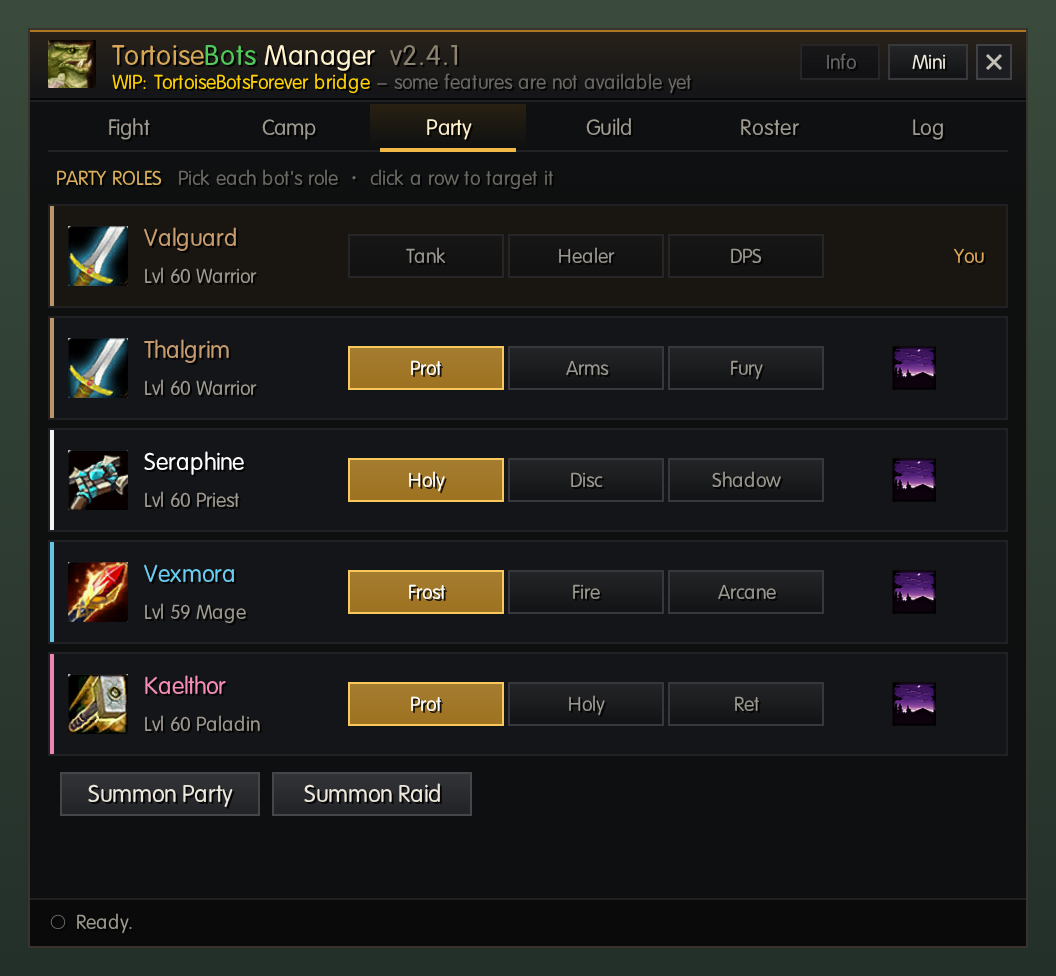 TortoiseBots Manager v2.4.1
WIP: TortoiseBotsForever bridge – some features are not available yet
Info
Mini
Fight
Camp
Party
Guild
Roster
Log
PARTY ROLES Pick each bot's role · click a row to target it
Valguard
Lvl 60 Warrior
Tank
Healer
DPS
You
Thalgrim
Lvl 60 Warrior
Prot
Arms
Fury
Seraphine
Lvl 60 Priest
Holy
Disc
Shadow
Vexmora
Lvl 59 Mage
Frost
Fire
Arcane
Kaelthor
Lvl 60 Paladin
Prot
Holy
Ret
Summon Party
Summon Raid
Ready.